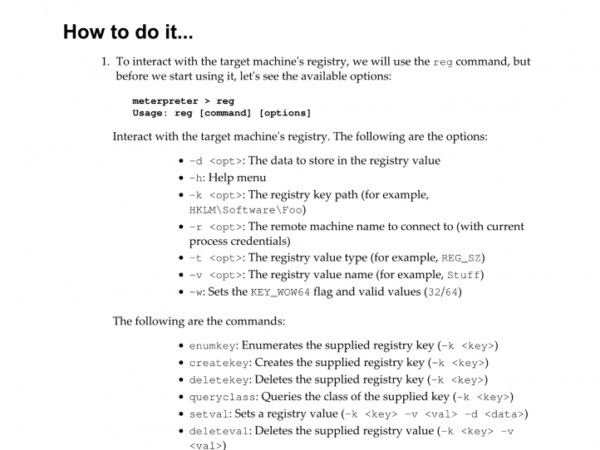 How to do it...
1. To interact with the target machine's registry, we will use the reg command, but
before we start using it, let's see the available options:
meterpreter > reg
Usage: reg [command] [options]
Interact with the target machine's registry. The following are the options:
• -d <opt>: The data to store in the registry value
• -h: Help menu
• -k <opt>: The registry key path (for example,
HKLM\Software\Foo)
• -r <opt>: The remote machine name to connect to (with current
process credentials)
• -t <opt>: The registry value type (for example, REG_SZ)
• -v <opt>: The registry value name (for example, Stuff)
• -w: Sets the KEY_WOW64 flag and valid values (32/64)
The following are the commands:
• enumkey: Enumerates the supplied registry key (-k <key>)
• createkey: Creates the supplied registry key (-k <key>)
• deletekey: Deletes the supplied registry key (-k <key>)
• queryclass: Queries the class of the supplied key (-k <key>)
• setval: Sets a registry value (-k <key> -v <val> -d <data>)
• deleteval: Deletes the supplied registry value (-k <key> -v
<val>)